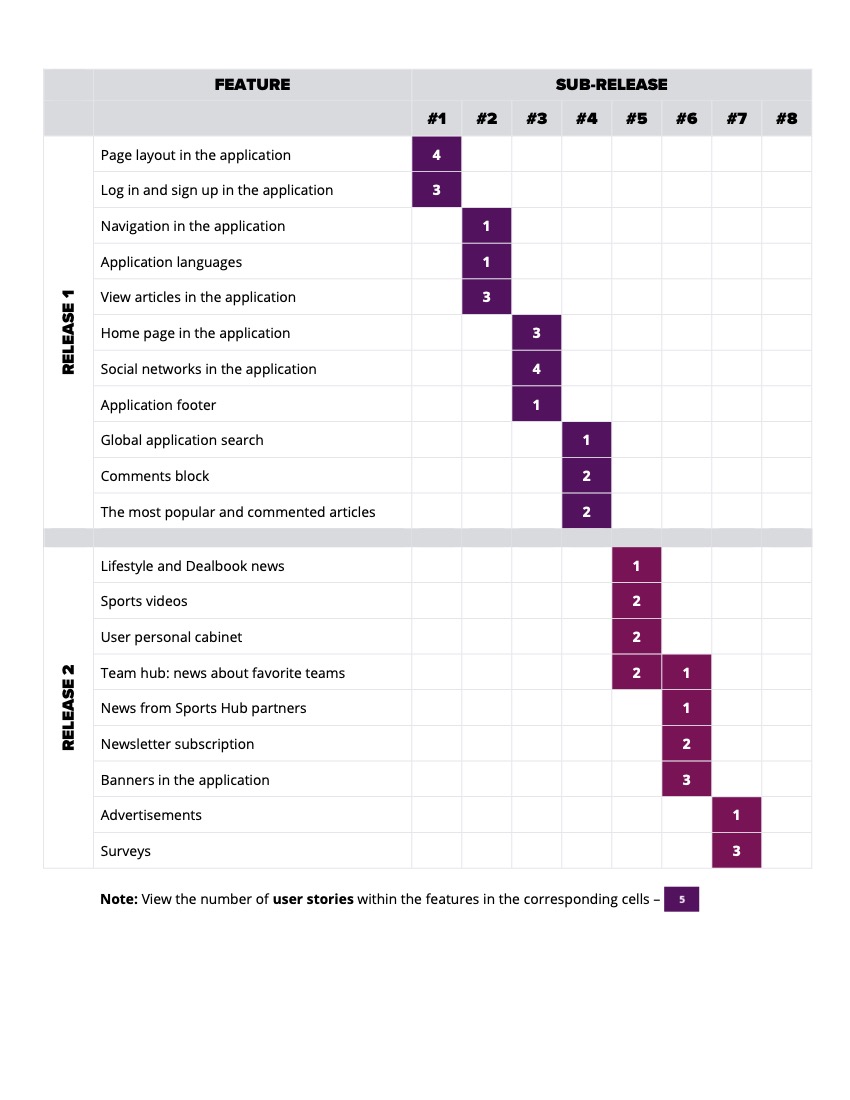 FEATURE SUB-RELEASE
#1 #2 #3 #4 #5 #6 #7 #8
RELEASE 1
Page layout in the application 4
Log in and sign up in the application 3
Navigation in the application 1
Application languages 1
View articles in the application 3
Home page in the application 3
Social networks in the application 4
Application footer 1
Global application search 1
Comments block 2
The most popular and commented articles 2
RELEASE 2
Lifestyle and Dealbook news 1
Sports videos 2
User personal cabinet 2
Team hub: news about favorite teams 2 1
News from Sports Hub partners 1
Newsletter subscription 2
Banners in the application 3
Advertisements 1
Surveys 3
Note: View the number of user stories within the features in the corresponding cells – 5